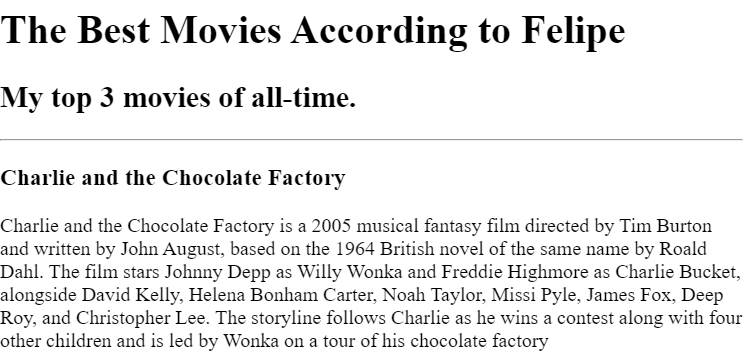 The Best Movies According to Felipe
My top 3 movies of all-time.
Charlie and the Chocolate Factory
Charlie and the Chocolate Factory is a 2005 musical fantasy film directed by Tim Burton
and written by John August, based on the 1964 British novel of the same name by Roald
Dahl. The film stars Johnny Depp as Willy Wonka and Freddie Highmore as Charlie Bucket,
alongside David Kelly, Helena Bonham Carter, Noah Taylor, Missi Pyle, James Fox, Deep
Roy, and Christopher Lee. The storyline follows Charlie as he wins a contest along with four
other children and is led by Wonka on a tour of his chocolate factory